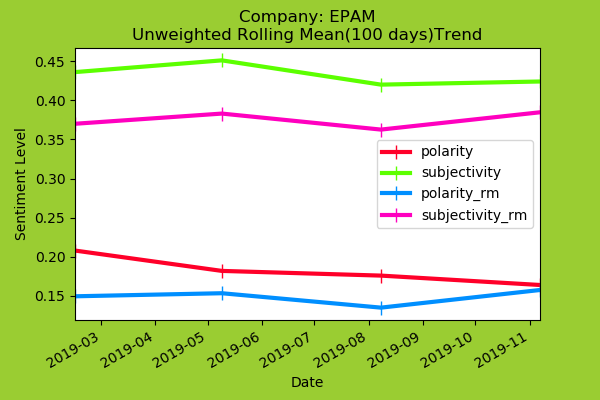 Company: EPAM
Unweighted Rolling Mean(100 days)Trend
Sentiment Level
0.45
0.40
0.35
0.30
0.25
0.20
0.15
polarity
subjectivity
polarity_rm
subjectivity_rm
2019-03
2019-04
2019-05
2019-06
2019-07
2019-08
2019-09
2019-10
2019-11
Date